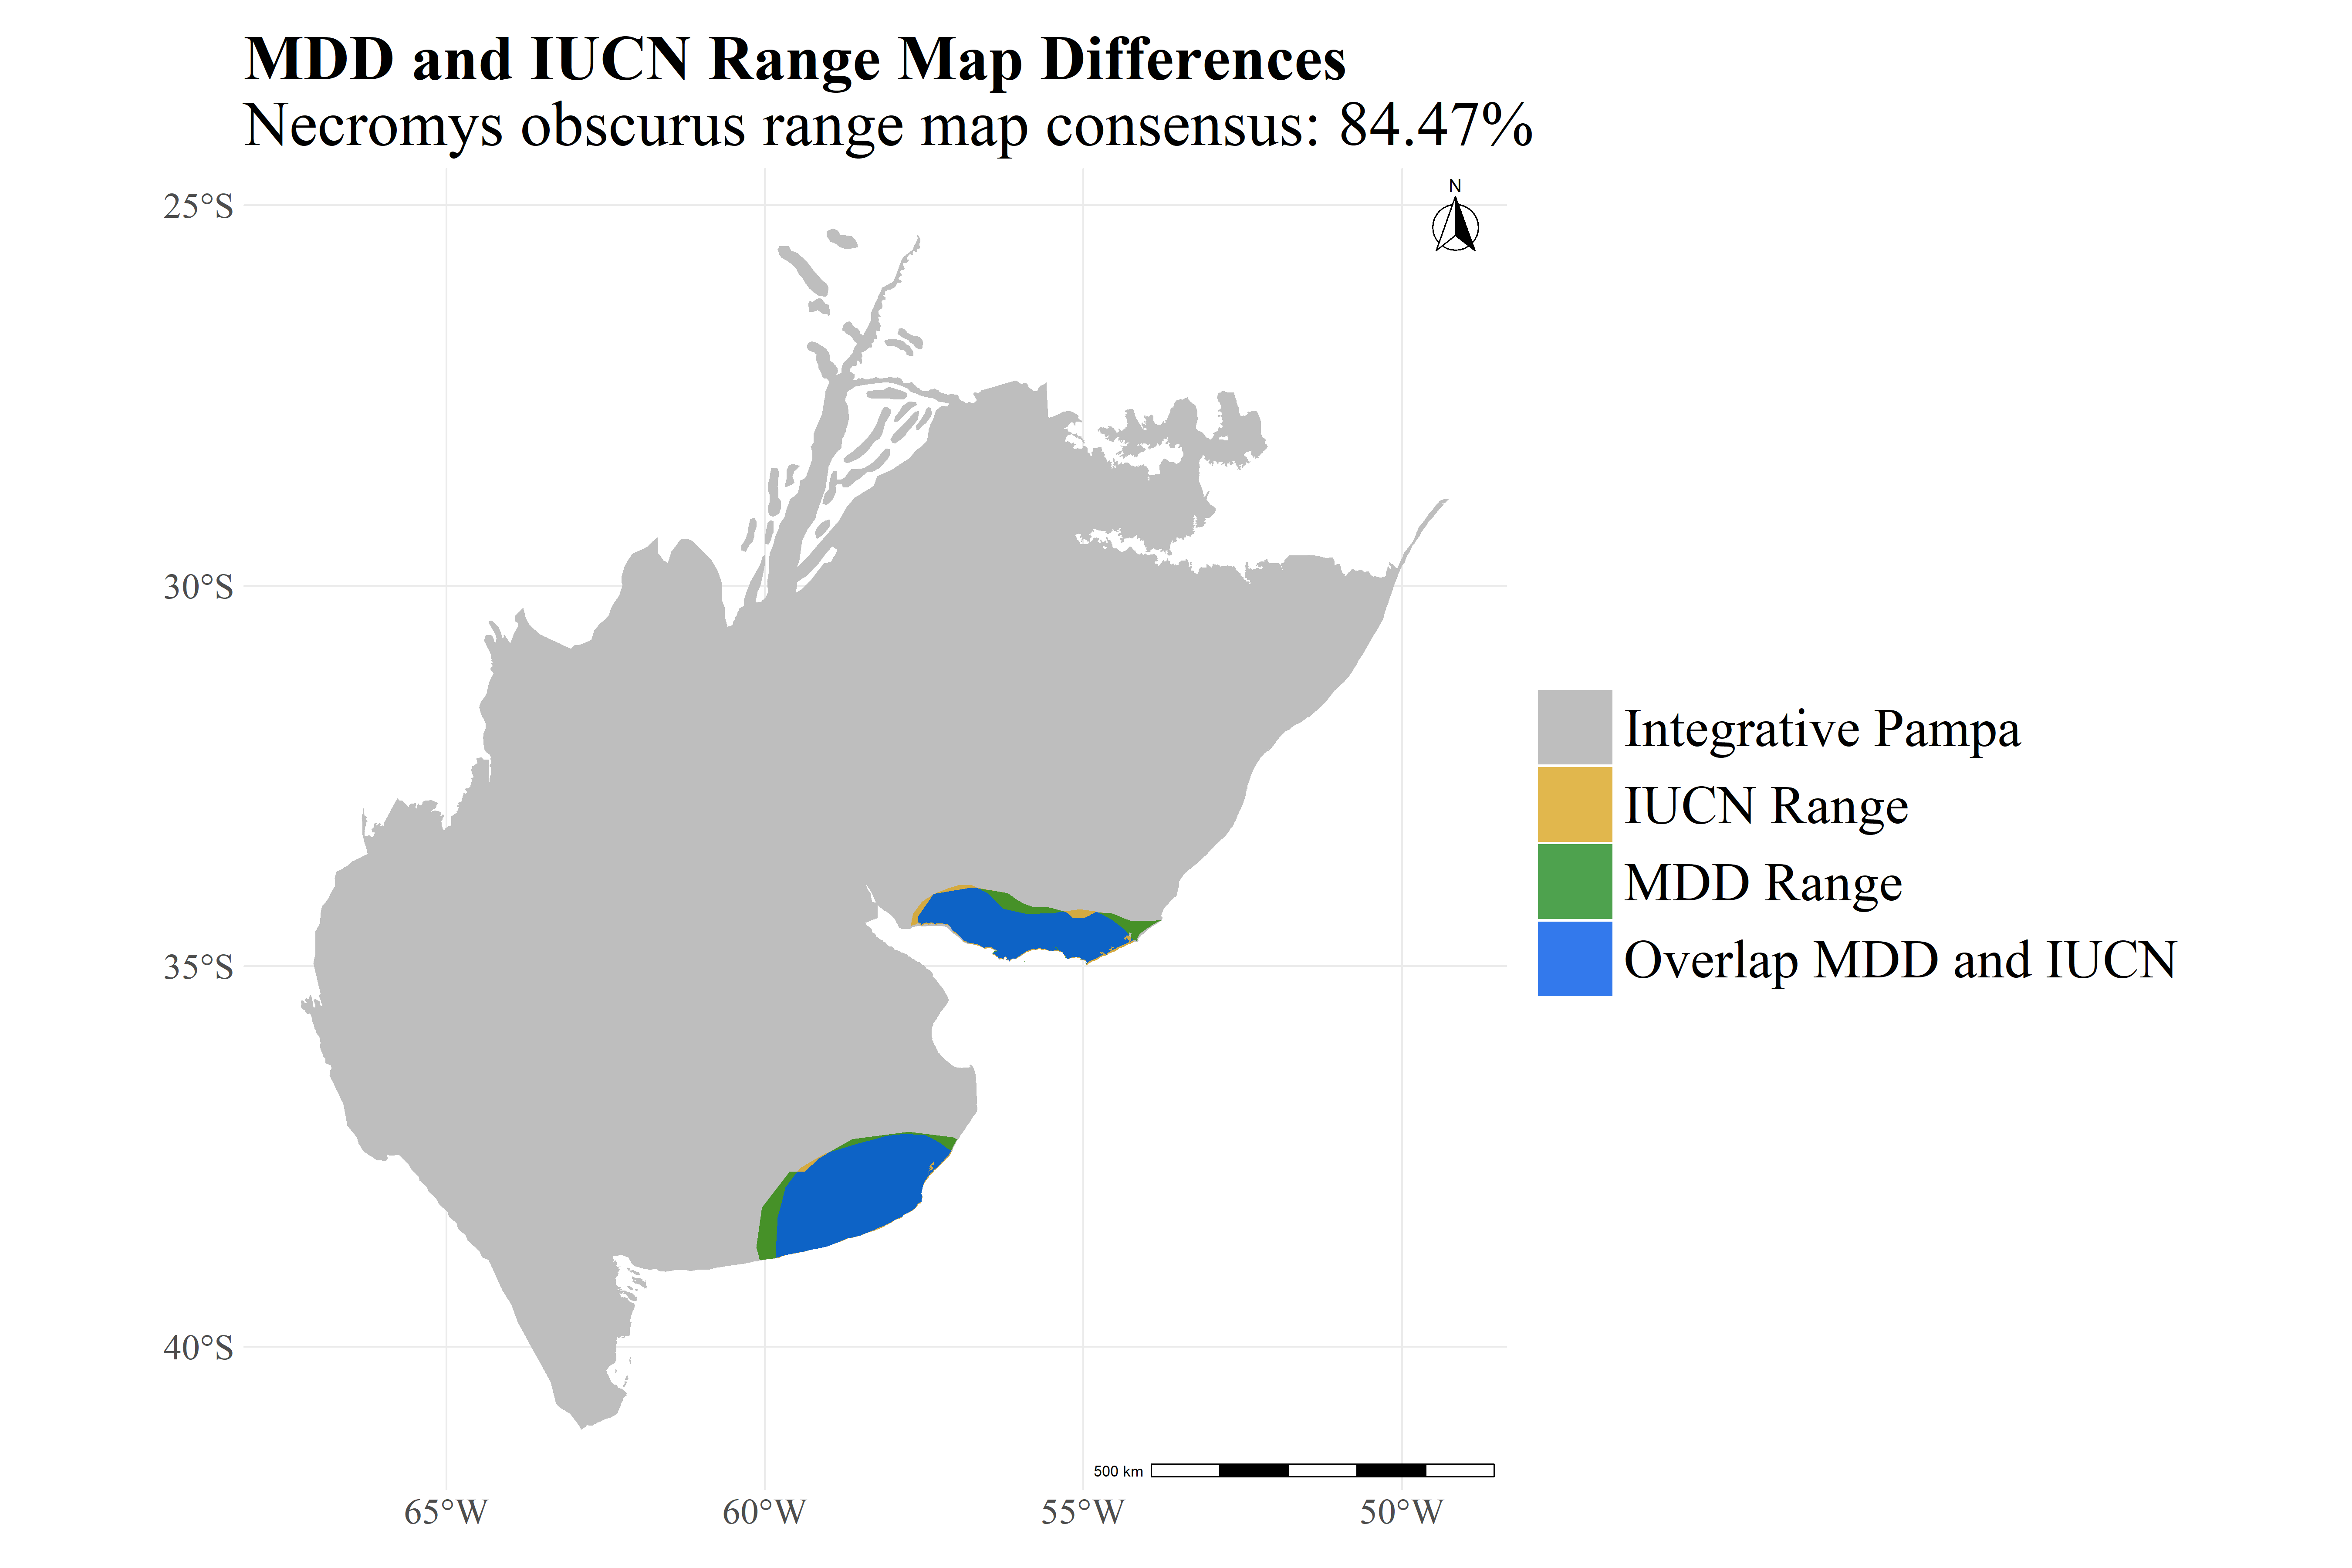 MDD and IUCN Range Map Differences
Necromys obscurus range map consensus: 84.47%
25°S
30°S
35°S
40°S
N
500 km
65°W
60°W
55°W
50°W
Integrative Pampa
IUCN Range
MDD Range
Overlap MDD and IUCN